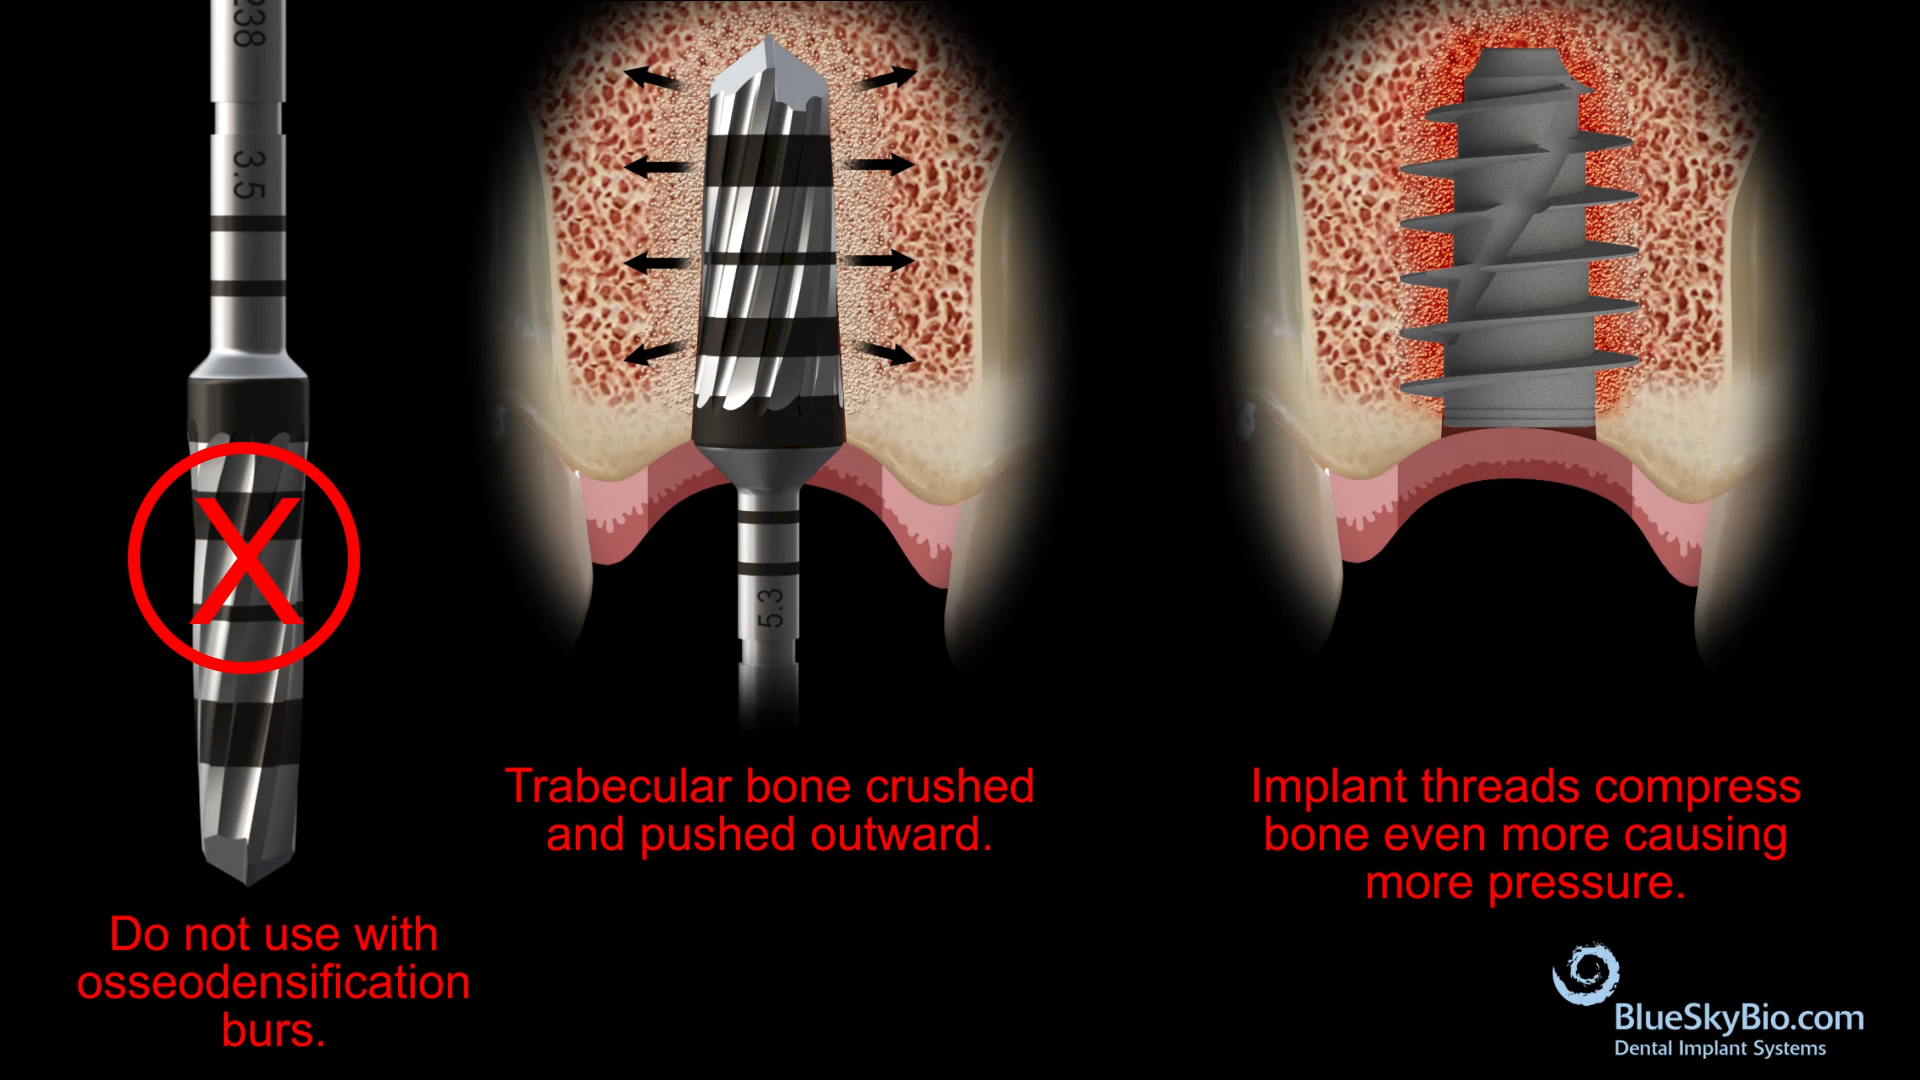 238
3.5
5.3
Trabecular bone crushed
and pushed outward.
Implant threads compress
bone even more causing
more pressure.
X
Do not use with
osseodensification
burs.
BlueSkyBio.com
Dental Implant Systems